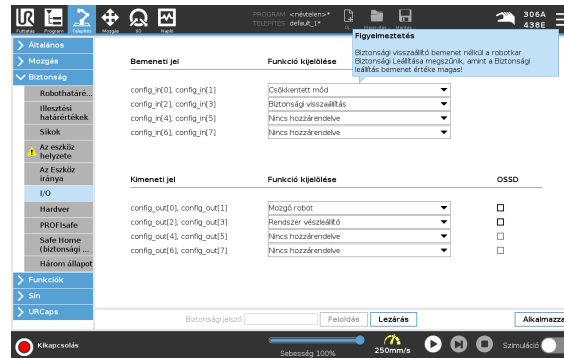 Futtatás Program Telepítés Mozgás I/O Napló
PROGRAM <névtelen>*
TELEPÍTÉS default_1*
306A
438E
Figyelmeztetés
Biztonsági visszaállító bemenet nélkül a robotkar
Biztonsági Leállítása megszűnik, amint a Biztonsági
leállítás bemenet értéke magas!
Általános
Mozgás
Biztonság
Robothatáré...
Illesztési
határértékek
Síkok
Az eszköz
helyzete
Az Eszköz
iránya
I/O
Hardver
PROFIsafe
Safe Home
(biztonsági ...
Három állapot
Funkciók
Sín
URCaps
Bemeneti jel Funkció kijelölése
config_in[0], config_in[1] Csökkentett mód
config_in[2], config_in[3] Biztonsági visszaállítás
config_in[4], config_in[5] Nincs hozzárendelve
config_in[6], config_in[7] Nincs hozzárendelve
Kimeneti jel Funkció kijelölése OSSD
config_out[0], config_out[1] Mozgó robot
config_out[2], config_out[3] Rendszer vészleállító
config_out[4], config_out[5] Nincs hozzárendelve
config_out[6], config_out[7] Nincs hozzárendelve
Biztonsági jelszó Feloldás Lezárás Alkalmazza
Kikapcsolás
Sebesség 100%
250mm/s
Szimuláció